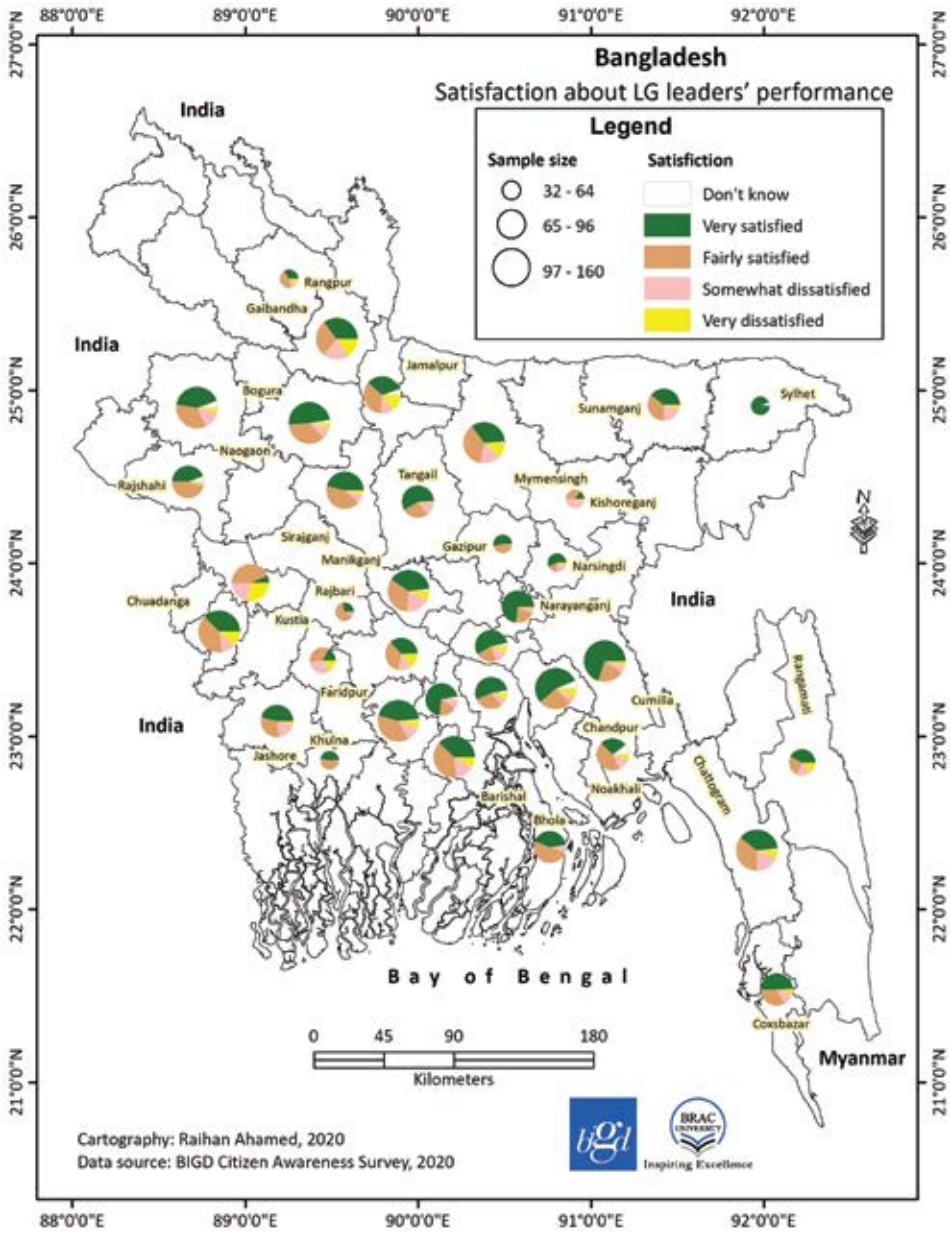 88°0'0"E 89°0'0"E 90°0'0"E 91°0'0"E 92°0'0"E
27°0'0"N 27°0'0"N
Bangladesh
Satisfaction about LG leaders' performance
Legend
Sample size Satisfiction
32 - 64
65 - 96
97 - 160
Don't know
Very satisfied
Fairly satisfied
Somewhat dissatisfied
Very dissatisfied
India
26°0'0"N 26°0'0"N
Rangpur
Gaibandha
India
Jamalpur
25°0'0"N 25°0'0"N
Bogura
Sylhet
Sunamganj
Naogaon
Tangail
Mymensingh
Rajshahi
Kishoreganj
N
Sirajganj
Gazipur
Manikganj
24°0'0"N 24°0'0"N
Narsingdi
Rajbari
Chuadanga
Narayanganj
India
Kustia
Rangamati
Faridpur
Cumilla
India
Chandpur
23°0'0"N 23°0'0"N
Khulna
Jashore
Chattogram
Noakhali
Barishal
Bhola
22°0'0"N 22°0'0"N
Bay of Bengal
Coxsbazar
0 45 90 180
Kilometers
Myanmar
21°0'0"N 21°0'0"N
Cartography: Raihan Ahamed, 2020
Data source: BIGD Citizen Awareness Survey, 2020
bigd
BRAC
UNIVERSITY
Inspiring Excellence
88°0'0"E 89°0'0"E 90°0'0"E 91°0'0"E 92°0'0"E